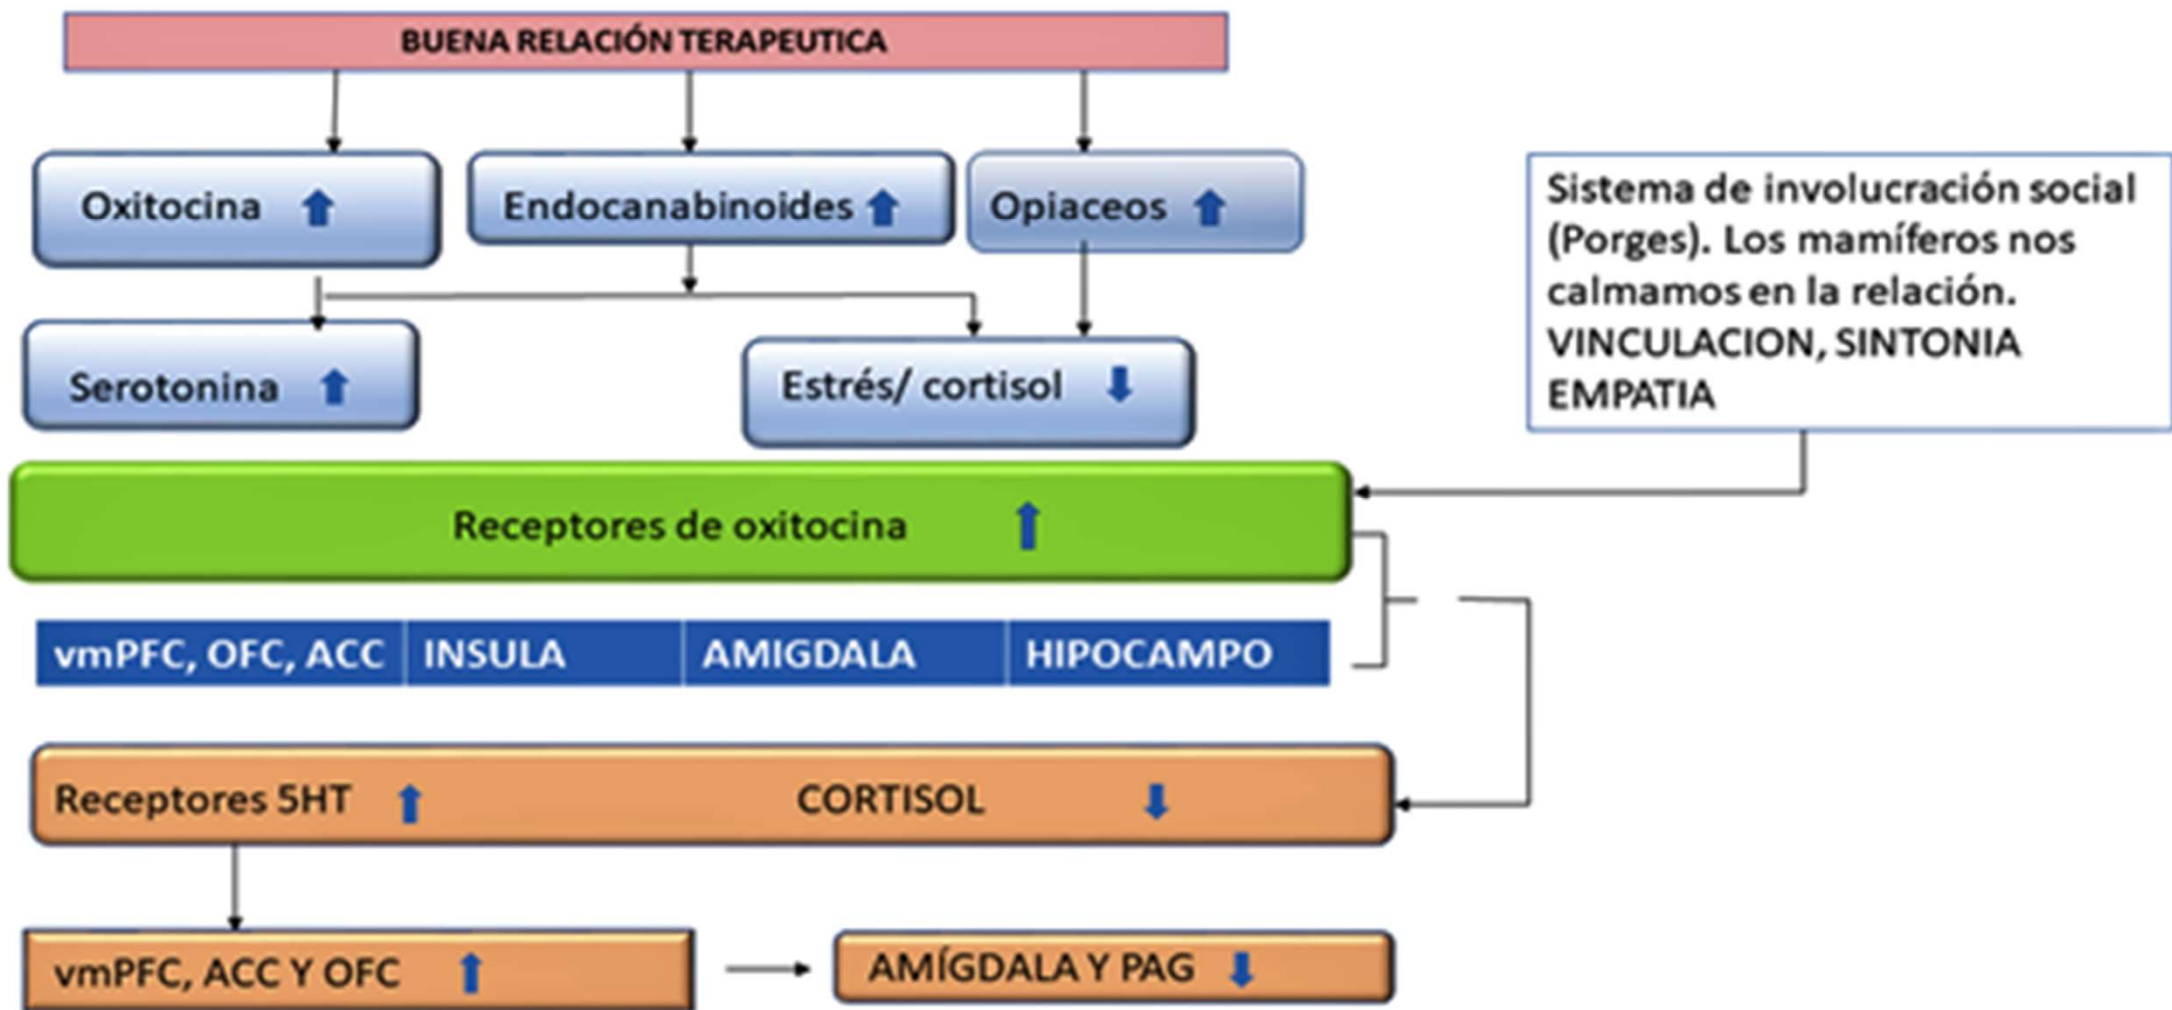 BUENA RELACIÓN TERAPEUTICA
Oxitocina
Endocanabinoides
Opiaceos
Sistema de involucración social
(Porges). Los mamíferos nos
calmamos en la relación.
VINCULACION, SINTONIA
EMPATIA
Serotonina
Estrés/ cortisol
Receptores de oxitocina
vmPFC, OFC, ACC
INSULA
AMIGDALA
HIPOCAMPO
Receptores 5HT
CORTISOL
vmPFC, ACC Y OFC
AMÍGDALA Y PAG